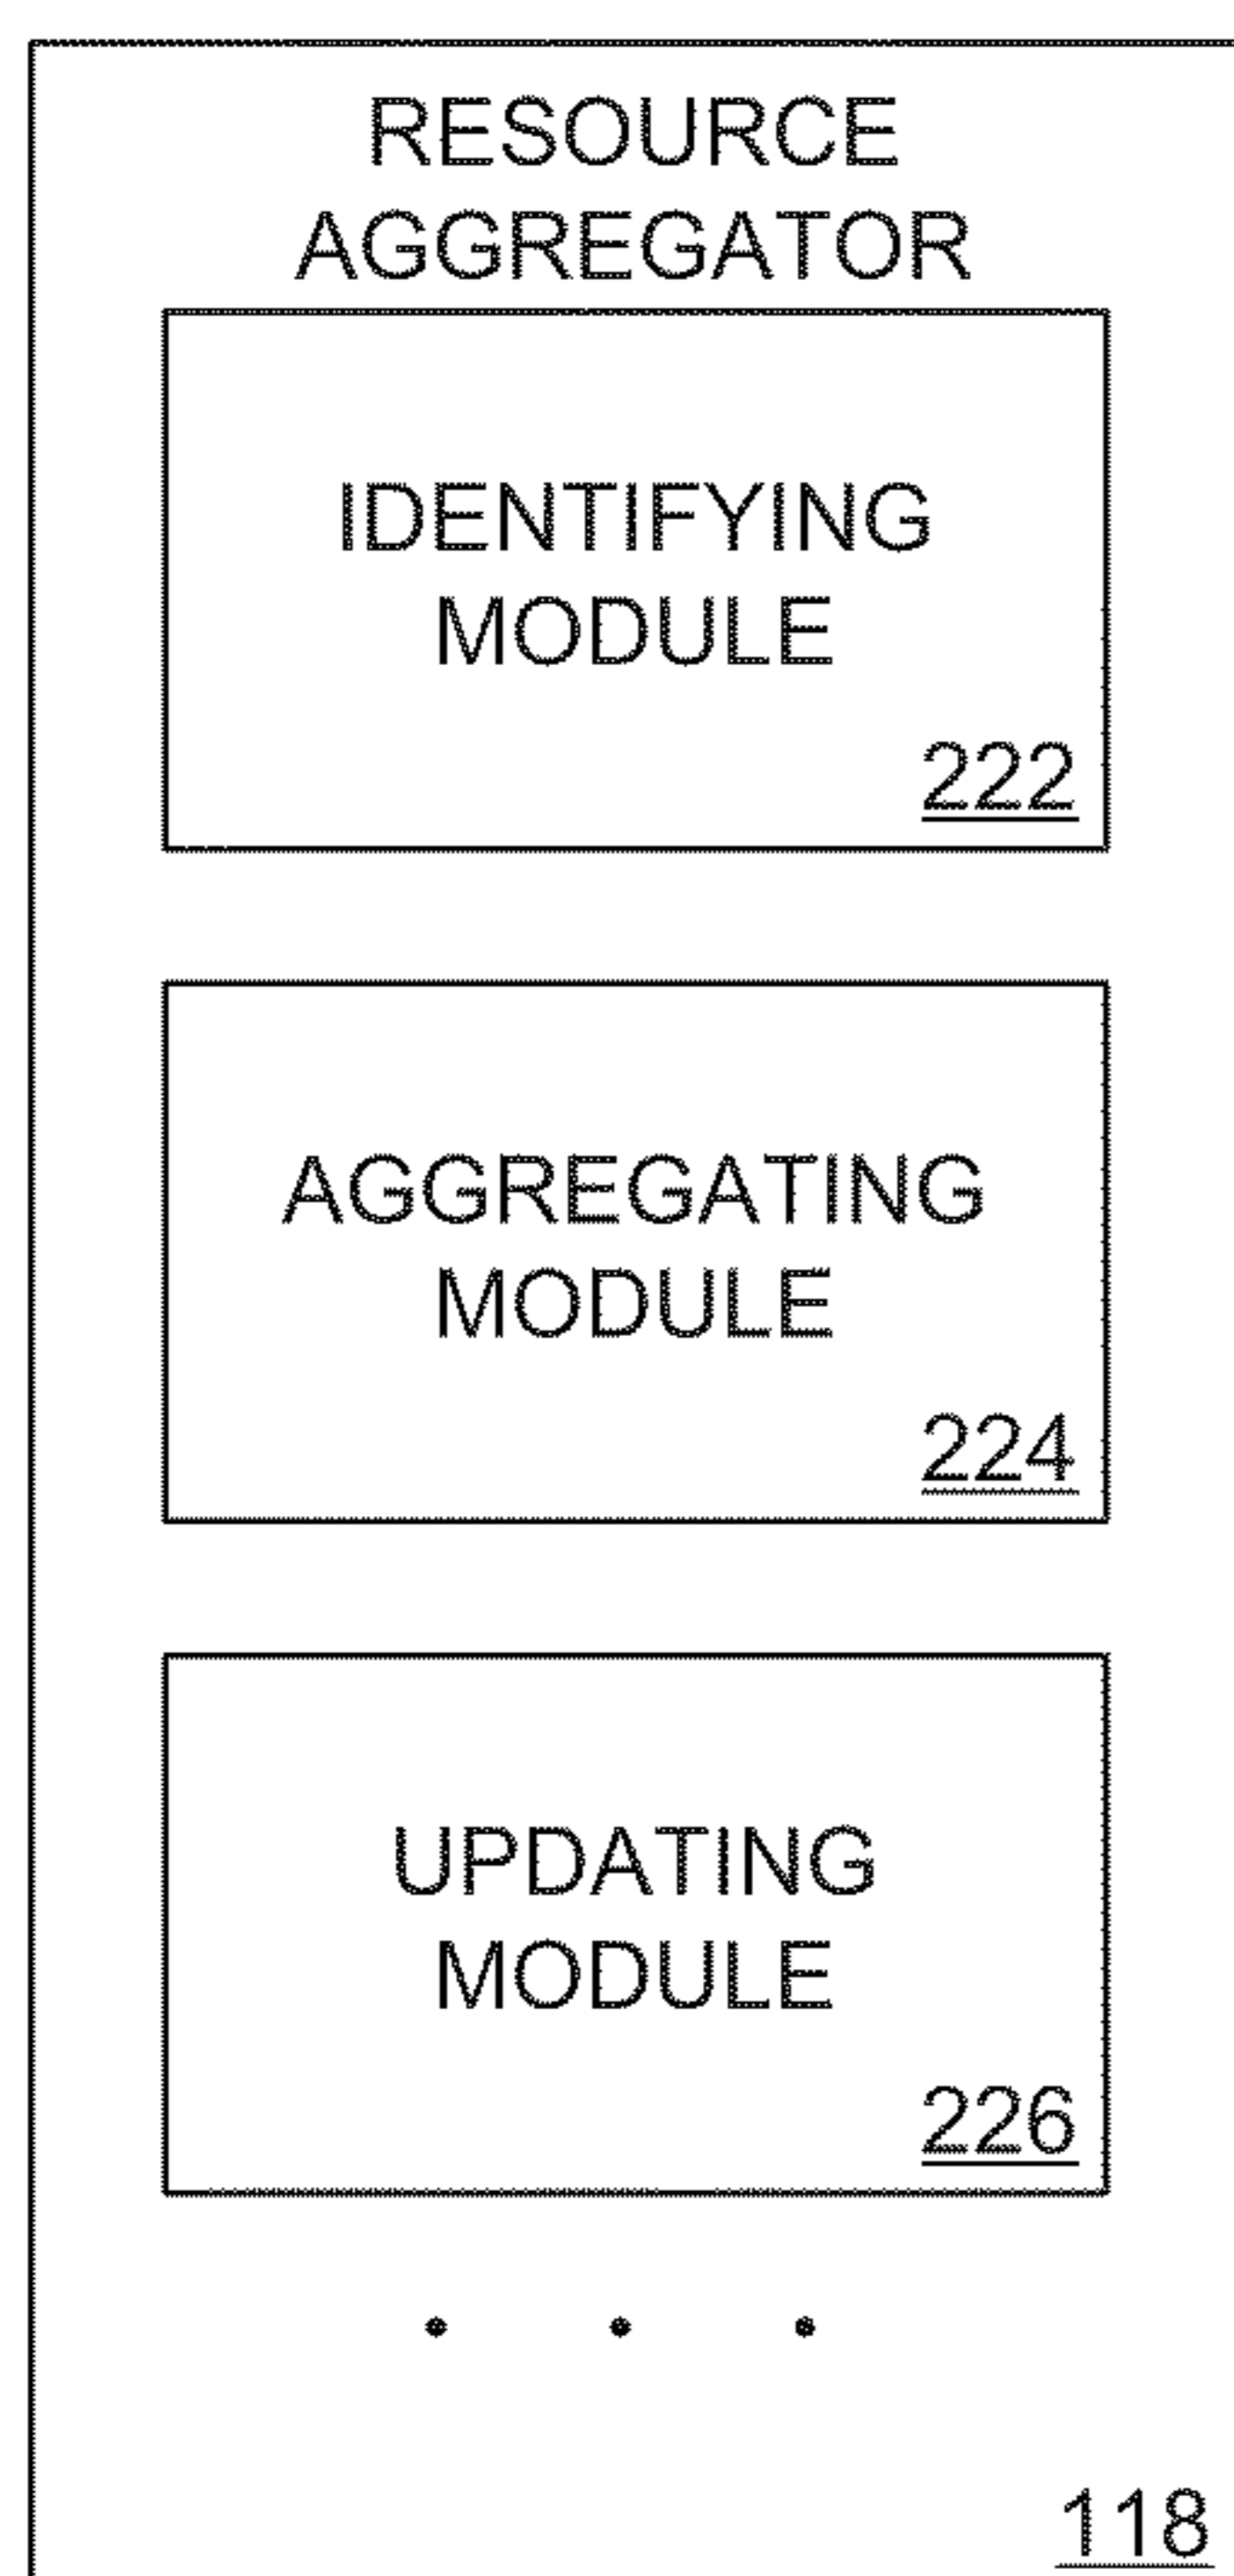 RESOURCE
AGGREGATOR
IDENTIFYING
MODULE
222
AGGREGATING
MODULE
224
UPDATING
MODULE
226
. . .
118